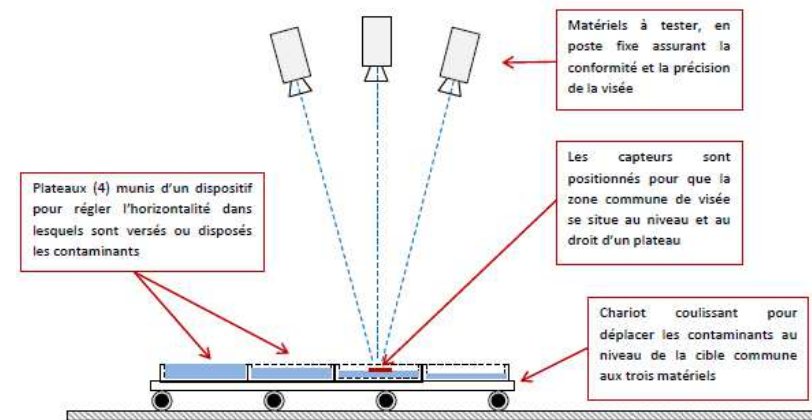 Matériels à tester, en
poste fixe assurant la
conformité et la précision
de la visée
Les capteurs sont
positionnés pour que la
zone commune de visée
se situe au niveau et au
droit d'un plateau
Plateaux (4) munis d'un dispositif
pour régler l'horizontalité dans
lesquels sont versés ou disposés
les contaminants
Chariot coulissant pour
déplacer les contaminants au
niveau de la cible commune
aux trois matériels